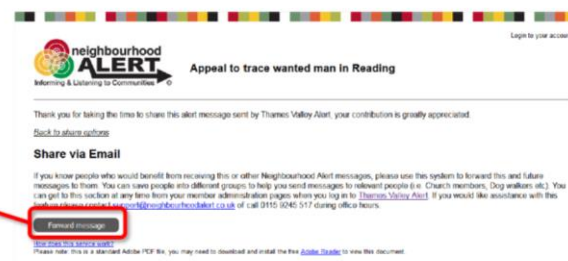 Login to your accou
neighbourhood
ALERT
Informing & Listening to Communities
Appeal to trace wanted man in Reading
Thank you for taking the time to share this alert message sent by Thames Valley Alert, your contribution is greatly appreciated.
Back to share options
Share via Email
If you know people who would benefit from receiving this or other Neighbourhood Alert messages, please use this system to forward this and future
messages to them. You can save people into different groups to help you send messages to relevant people (i.e. Church members, Dog walkers etc). You
can get to this section at any time from your member administration pages when you log in to Thames Valley Alert. If you would like assistance with this
feature please contact support@neighbourhoodalert.co.uk of call 0115 9245 517 during office hours.
Forward message
How does this service work?
Please note: this is a standard Adobe PDF file, you may need to download and install the free Adobe Reader to view this document.